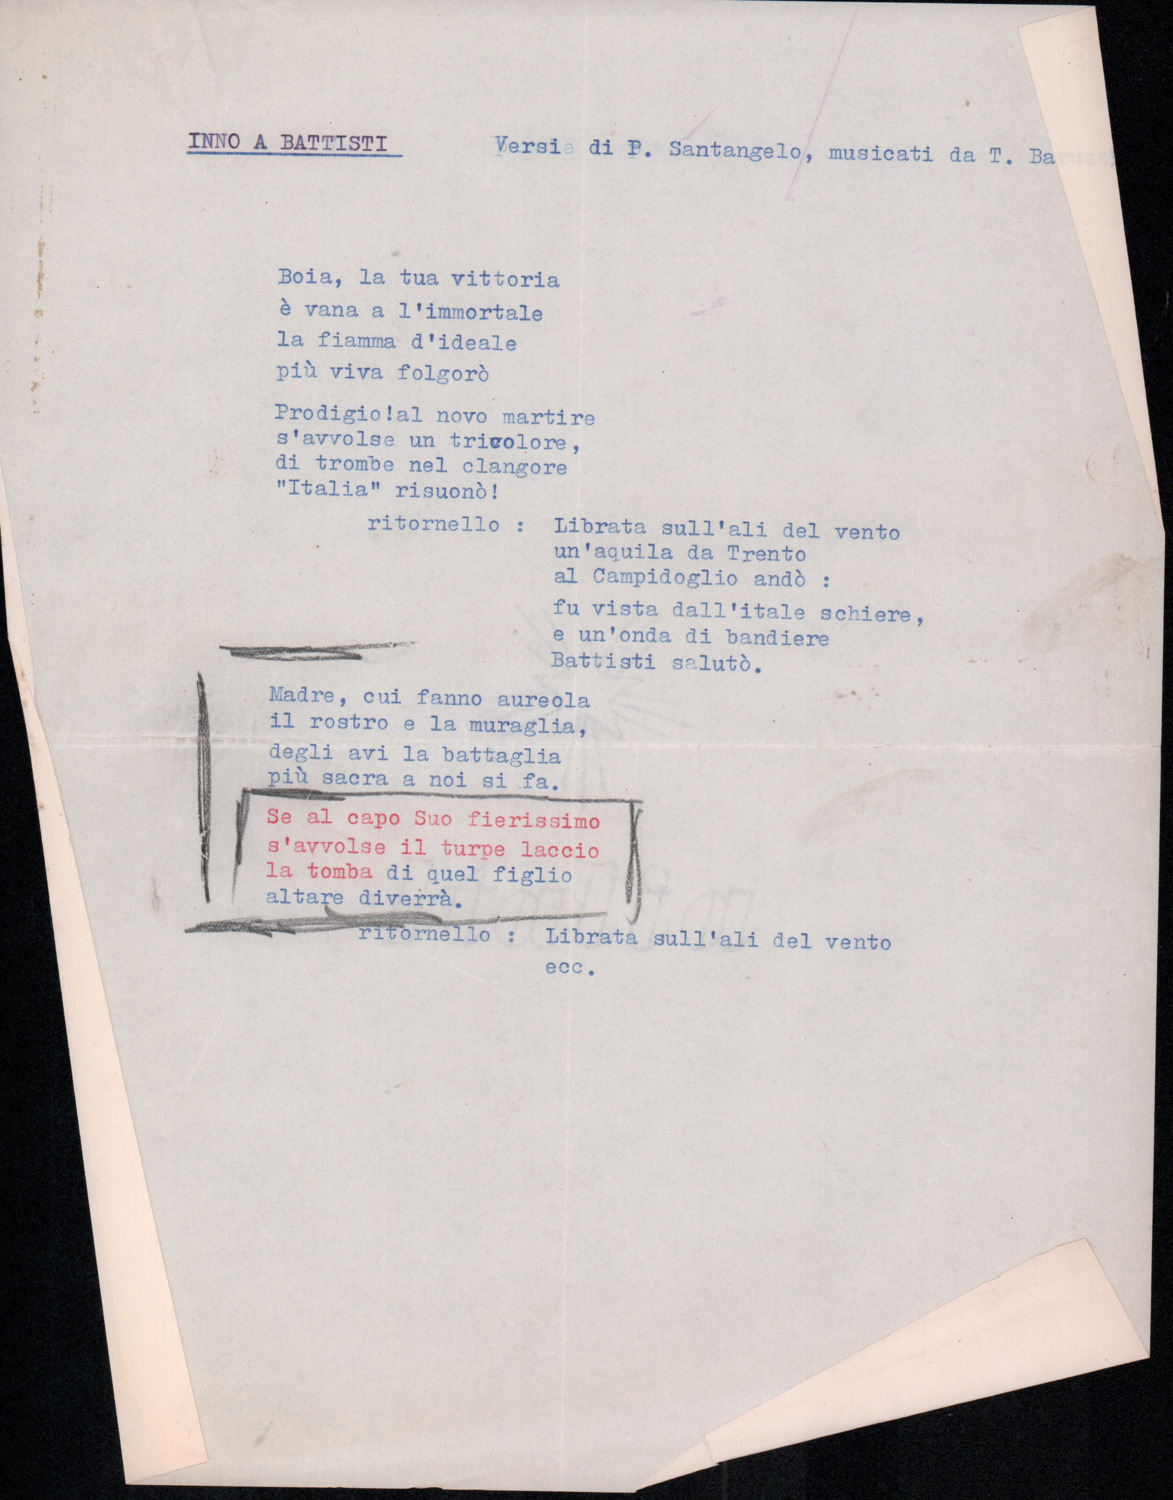 INNO A BATTISTI Versi di P. Santangelo, musicati da T.
Boia, la tua vittoria
è vana a l'immortale
la fiamma d'ideale
più viva folgorò
Prodigio!al novo martire
s'avvolse un tricolore,
di trombe nel clangore
"Italia" risuonò!
ritornello : Librata sull'ali del vento
un'aquila da Trento
al Campidoglio andò :
fu vista dall'itale schiere,
e un'onda di bandiere
Battisti salutò.
Madre, cui fanno aureola
il rostro e la muraglia,
degli avi la battaglia
più sacra a noi si fa.
Se al capo Suo fierissimo
s'avvolse il turpe laccio
la tomba di quel figlio
altare diverrà.
ritornello : Librata sull'ali del vento
ecc.